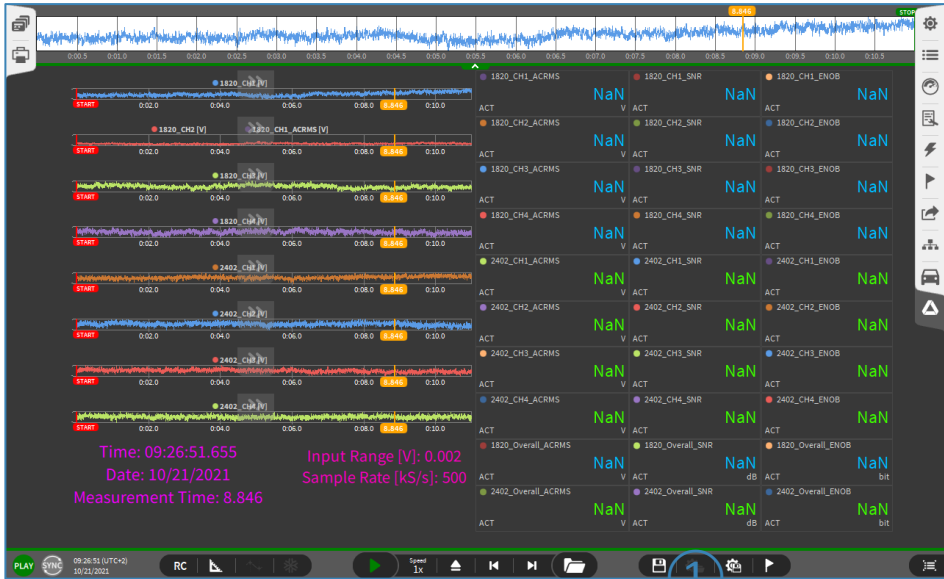 8.846
STOP
0:00.5 0:01.0 0:01.5 0:02.0 0:02.5 0:03.0 0:03.5 0:04.0 0:04.5 0:05.0 0:05.5 0:06.0 0:06.5 0:07.0 0:07.5 0:08.0 0:08.5 0:09.0 0:09.5 0:10.0 0:10.5
1820_CH1 [V]
START 0:02.0 0:04.0 0:06.0 0:08.0 8.846 0:10.0
1820_CH2 [V] 1820_CH1_ACRMS [V]
START 0:02.0 0:04.0 0:06.0 0:08.0 8.846 0:10.0
1820_CH3 [V]
START 0:02.0 0:04.0 0:06.0 0:08.0 8.846 0:10.0
1820_CH4 [V]
START 0:02.0 0:04.0 0:06.0 0:08.0 8.846 0:10.0
2402_CH1 [V]
START 0:02.0 0:04.0 0:06.0 0:08.0 8.846 0:10.0
2402_CH2 [V]
START 0:02.0 0:04.0 0:06.0 0:08.0 8.846 0:10.0
2402_CH3 [V]
START 0:02.0 0:04.0 0:06.0 0:08.0 8.846 0:10.0
2402_CH4 [V]
START 0:02.0 0:04.0 0:06.0 0:08.0 8.846 0:10.0
Time: 09:26:51.655
Date: 10/21/2021
Measurement Time: 8.846
Input Range [V]: 0.002
Sample Rate [kS/s]: 500
1820_CH1_ACRMS 1820_CH1_SNR 1820_CH1_ENOB
NaN NaN NaN
ACT V ACT ACT
1820_CH2_ACRMS 1820_CH2_SNR 1820_CH2_ENOB
NaN NaN NaN
ACT V ACT ACT
1820_CH3_ACRMS 1820_CH3_SNR 1820_CH3_ENOB
NaN NaN NaN
ACT V ACT ACT
1820_CH4_ACRMS 1820_CH4_SNR 1820_CH4_ENOB
NaN NaN NaN
ACT V ACT ACT
2402_CH1_ACRMS 2402_CH1_SNR 2402_CH1_ENOB
NaN NaN NaN
ACT V ACT ACT
2402_CH2_ACRMS 2402_CH2_SNR 2402_CH2_ENOB
NaN NaN NaN
ACT V ACT ACT
2402_CH3_ACRMS 2402_CH3_SNR 2402_CH3_ENOB
NaN NaN NaN
ACT V ACT ACT
2402_CH4_ACRMS 2402_CH4_SNR 2402_CH4_ENOB
NaN NaN NaN
ACT V ACT ACT
1820_Overall_ACRMS 1820_Overall_SNR 1820_Overall_ENOB
NaN NaN NaN
ACT V ACT dB ACT bit
2402_Overall_ACRMS 2402_Overall_SNR 2402_Overall_ENOB
NaN NaN NaN
ACT V ACT dB ACT bit
PLAY SYNC 09:26:51 (UTC+2)
10/21/2021
RC
Speed
1x
1